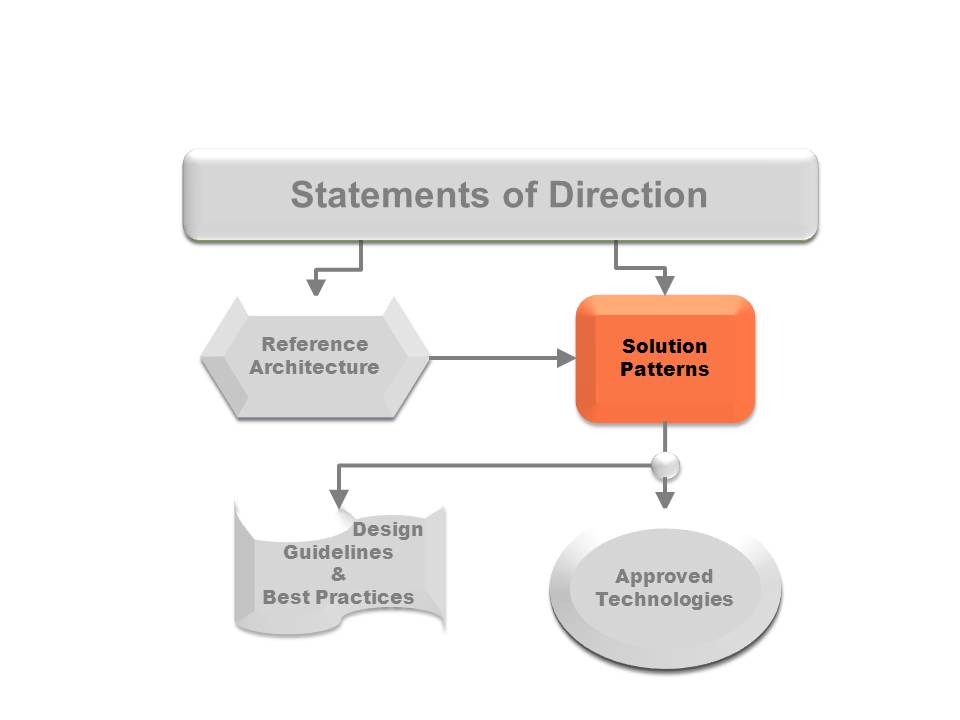 Statements of Direction
Reference
Architecture
Solution
Patterns
Design
Guidelines
&
Best Practices
Approved
Technologies